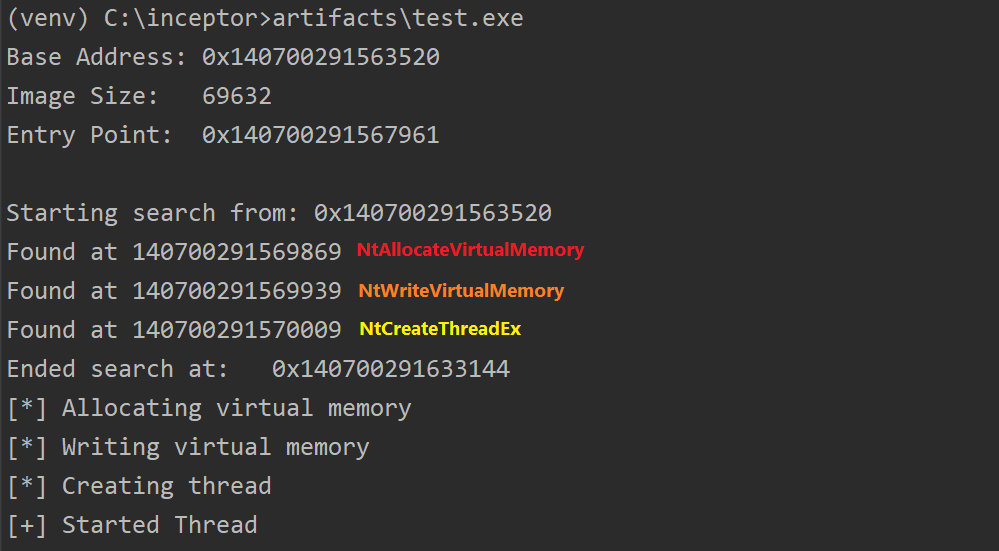 (venv) C:\inceptor>artifacts\test.exe
Base Address: 0x140700291563520
Image Size:   69632
Entry Point:  0x140700291567961
Starting search from: 0x140700291563520
Found at 140700291569869 NtAllocateVirtualMemory
Found at 140700291569939 NtWriteVirtualMemory
Found at 140700291570009 NtCreateThreadEx
Ended search at:   0x140700291633144
[*] Allocating virtual memory
[*] Writing virtual memory
[*] Creating thread
[+] Started Thread